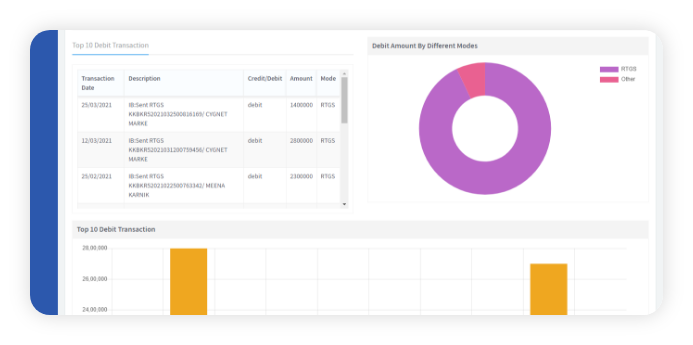 Top 10 Debit Transaction
Transaction Date Description Credit/Debit Amount Mode
25/03/2021 IB:Sent RTGS debit 1400000 RTGS
KKBKR52021032500816169/ CYGNET
MARKE
12/03/2021 IB:Sent RTGS debit 2800000 RTGS
KKBKR52021031200759450/ CYGNET
MARKE
25/02/2021 IB:Sent RTGS debit 2300000 RTGS
KKBKR52021022500763342/ MEENA
KARNIK
Debit Amount By Different Modes
RTGS
Other
Top 10 Debit Transaction
28,00,000
26,00,000
24,00,000